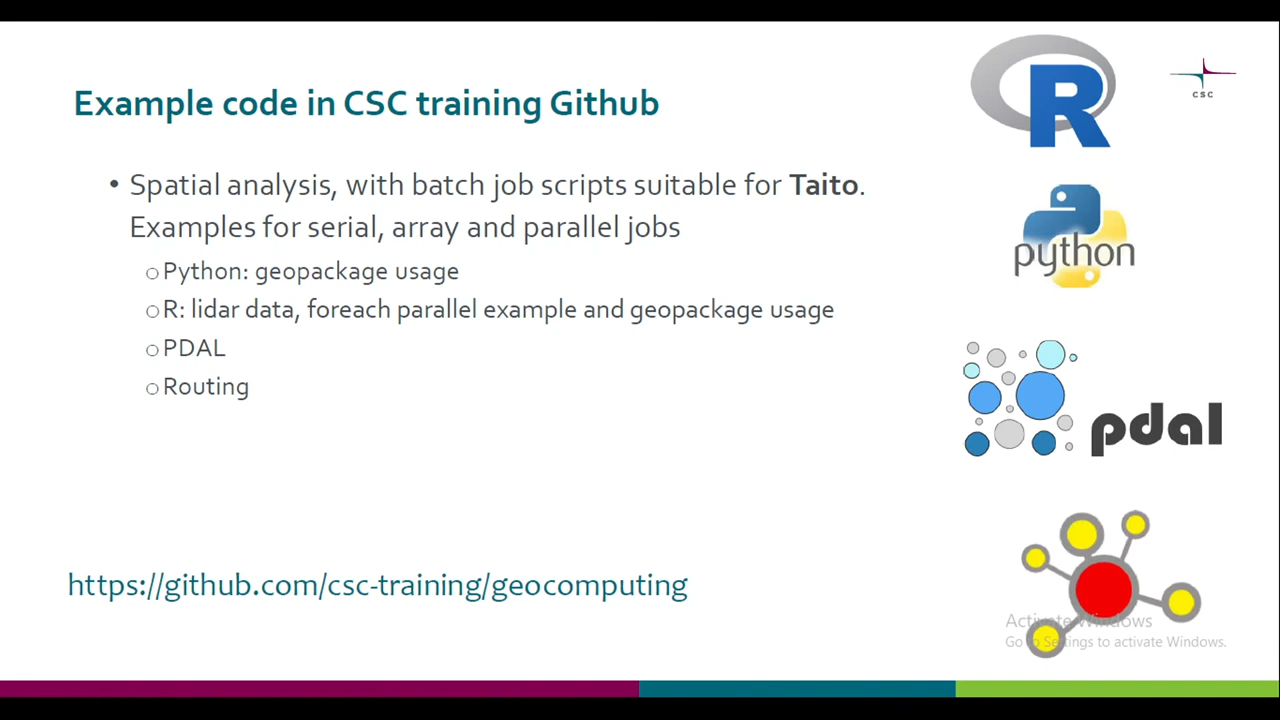 Example code in CSC training Github
• Spatial analysis, with batch job scripts suitable for Taito.
Examples for serial, array and parallel jobs
○ Python: geopackage usage
○ R: lidar data, foreach parallel example and geopackage usage
○ PDAL
○ Routing
https://github.com/csc-training/geocomputing
R
CSC
python
pdal
Activate Windows
Go to Settings to activate Windows.